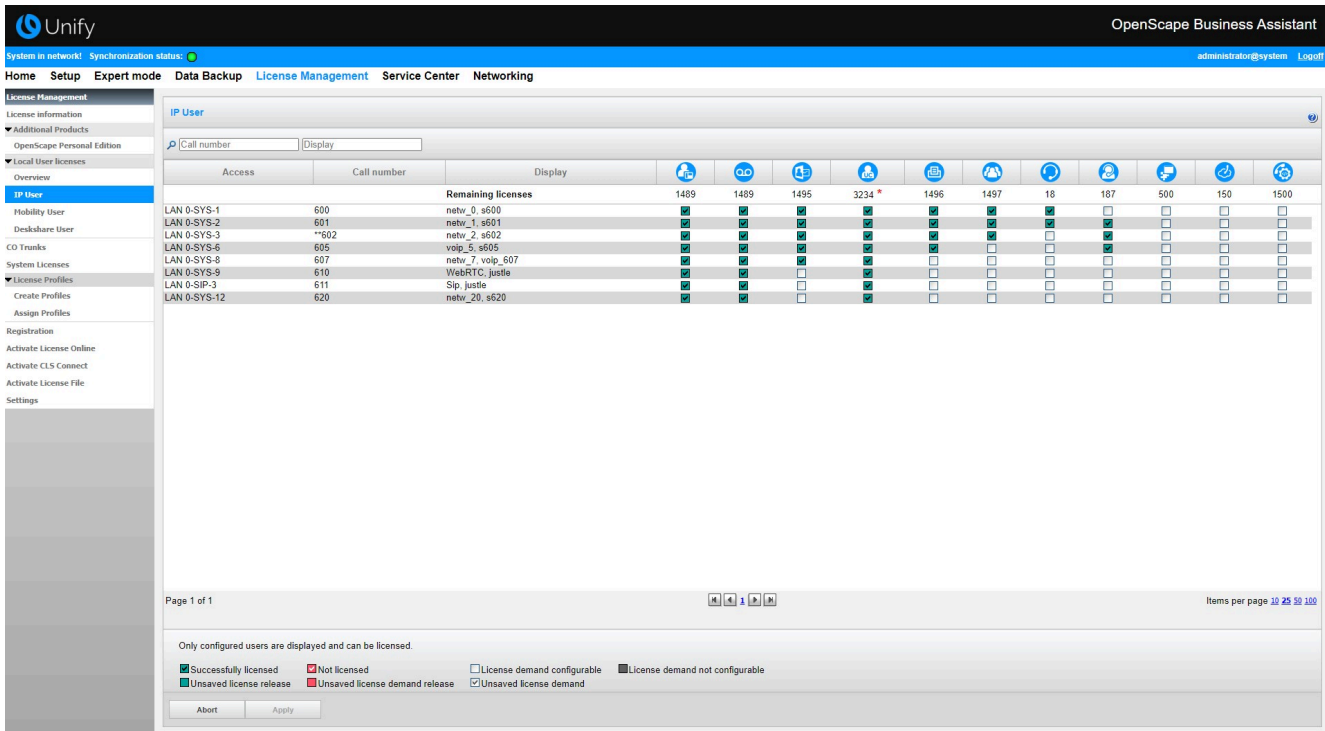 Unify
OpenScape Business Assistant
System in network! Synchronization status:
administrator@system Logoff
Home Setup Expert mode Data Backup License Management Service Center Networking
License Management
License information
Additional Products
OpenScape Personal Edition
Local User licenses
Overview
IP User
Mobility User
Deskshare User
CO Trunks
System Licenses
License Profiles
Create Profiles
Assign Profiles
Registration
Activate License Online
Activate CLS Connect
Activate License File
Settings
IP User
Call number Display
Access Call number Display
Remaining licenses 1489 1489 1495 3234 * 1496 1497 18 187 500 150 1500
LAN 0-SYS-1 600 netw_0, s600
LAN 0-SYS-2 601 netw_1, s601
LAN 0-SYS-3 **602 netw_2, s602
LAN 0-SYS-6 605 voip_5, s605
LAN 0-SYS-8 607 netw_7, voip_607
LAN 0-SYS-9 610 WebRTC, justle
LAN 0-SIP-3 611 Sip, justle
LAN 0-SYS-12 620 netw_20, s620
Page 1 of 1
1
Items per page 10 25 50 100
Only configured users are displayed and can be licensed.
Successfully licensed Not licensed License demand configurable License demand not configurable
Unsaved license release Unsaved license demand release Unsaved license demand
Abort Apply